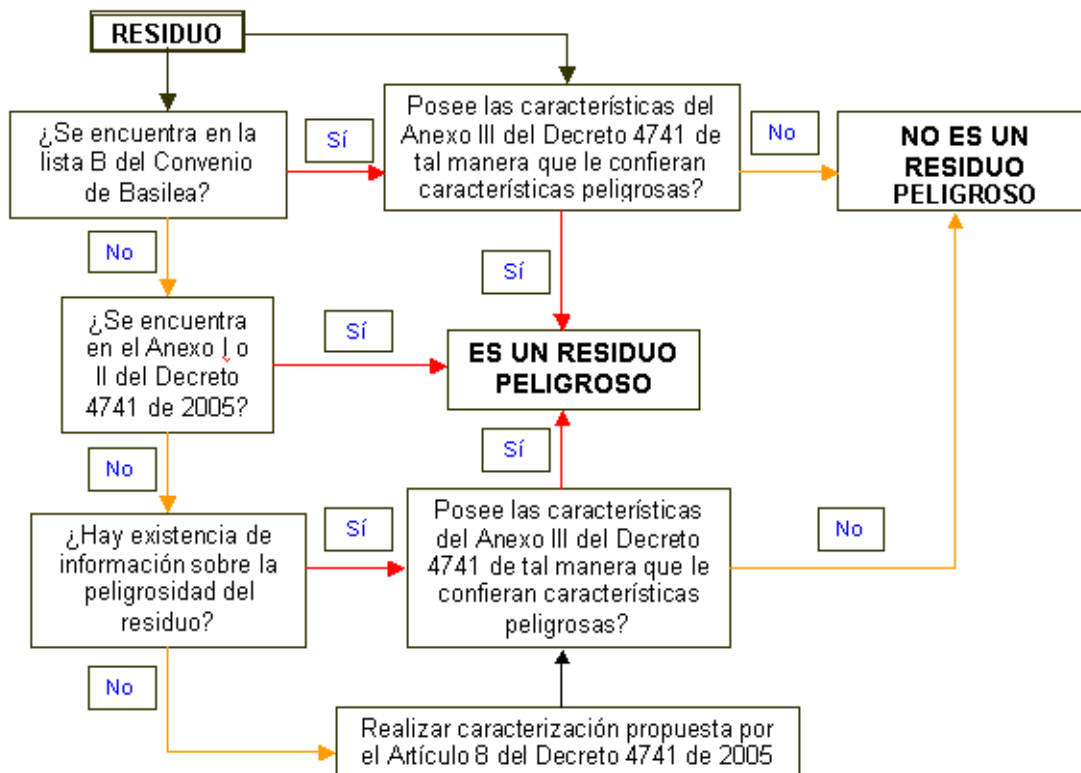 RESIDUO
¿Se encuentra en la
lista B del Convenio
de Basilea?
Sí
Posee las características del
Anexo III del Decreto 4741 de
tal manera que le confieran
características peligrosas?
No
NO ES UN
RESIDUO
PELIGROSO
No
Sí
¿Se encuentra
en el Anexo I o
II del Decreto
4741 de 2005?
Sí
ES UN RESIDUO
PELIGROSO
No
Sí
¿Hay existencia de
información sobre la
peligrosidad del
residuo?
Sí
Posee las características
del Anexo III del Decreto
4741 de tal manera que le
confieran características
peligrosas?
No
No
Realizar caracterización propuesta por
el Artículo 8 del Decreto 4741 de 2005